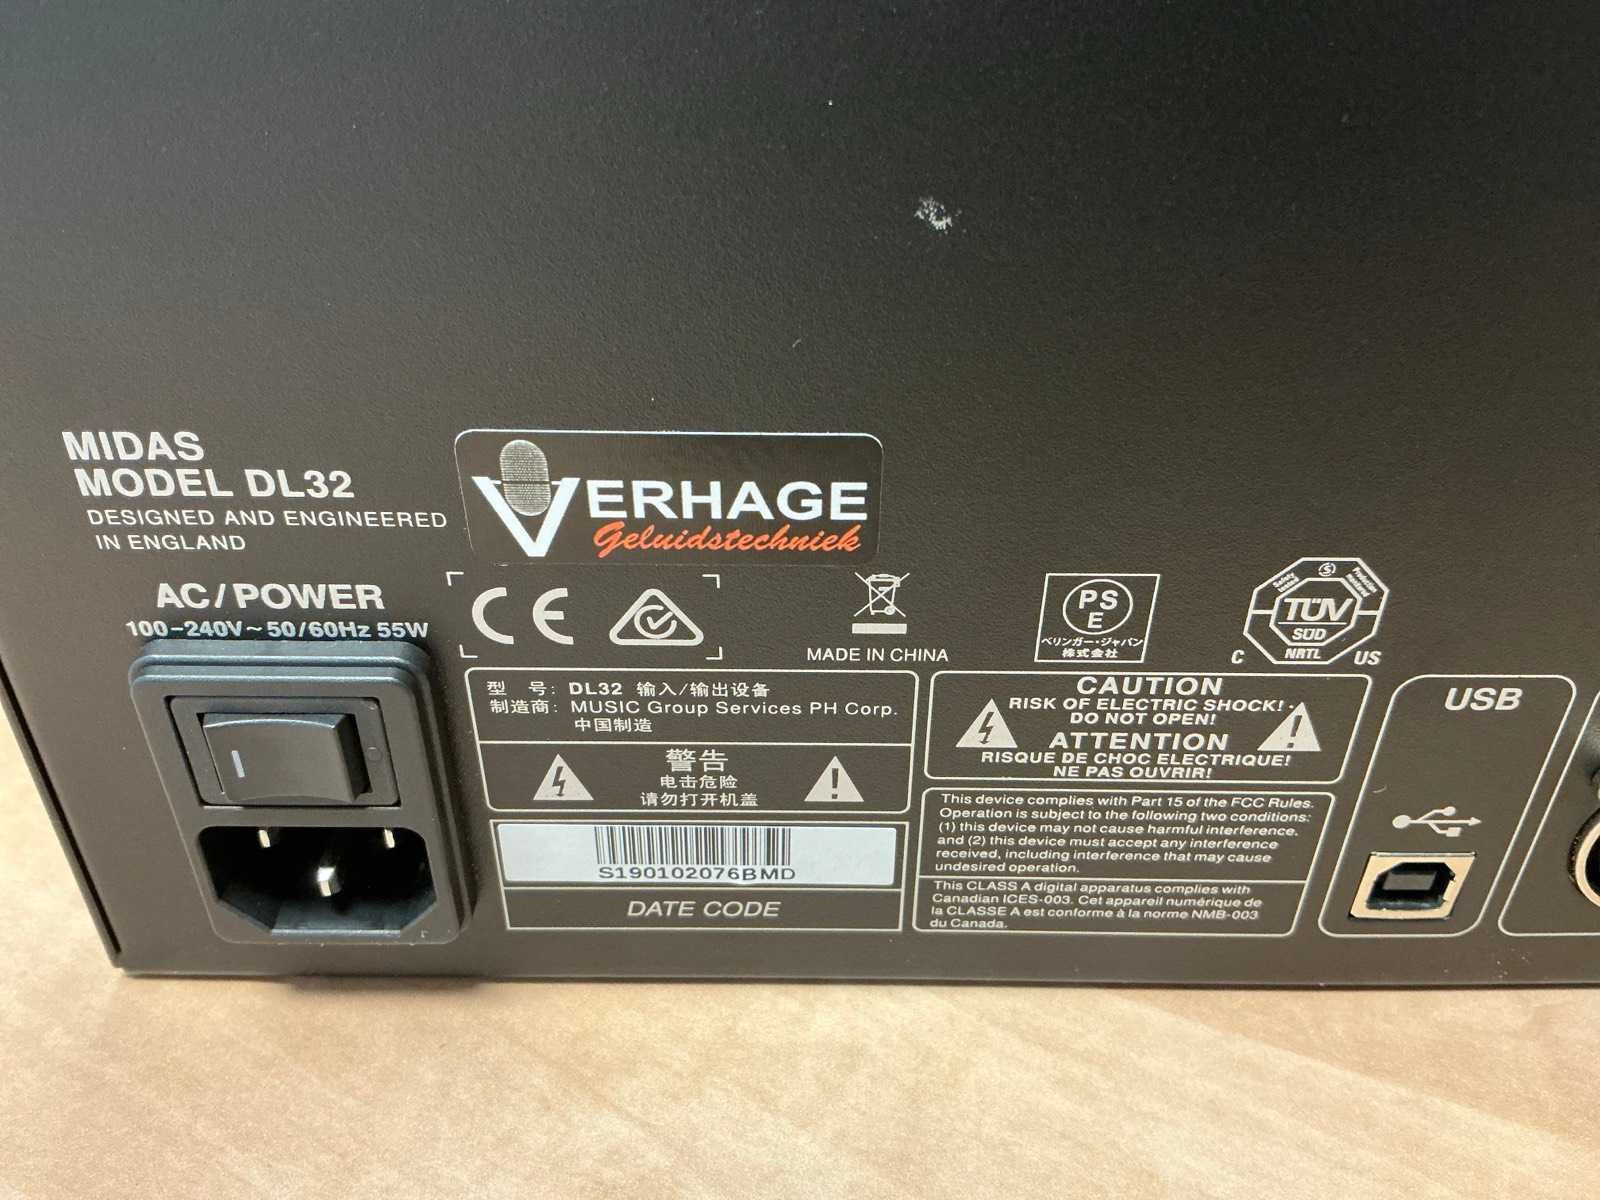 MIDAS
MODEL DL32
DESIGNED AND ENGINEERED
IN ENGLAND
VERHAGE
Geluidstechniek
AC/POWER
100-240V~50/60Hz 55W
CE
MADE IN CHINA
PS
E
ベリンガー・ジャパン
株式会社
Safety tested
S
Production monitored
TÜV
SÜD
NRTL
C US
型 号: DL32 输入/输出设备
制造商: MUSIC Group Services PH Corp.
中国制造
警告
电击危险
请勿打开机盖
S190102076BMD
DATE CODE
CAUTION
RISK OF ELECTRIC SHOCK!
DO NOT OPEN!
ATTENTION
RISQUE DE CHOC ELECTRIQUE!
NE PAS OUVRIR!
This device complies with Part 15 of the FCC Rules.
Operation is subject to the following two conditions:
(1) this device may not cause harmful interference,
and (2) this device must accept any interference
received, including interference that may cause
undesired operation.
This CLASS A digital apparatus complies with
Canadian ICES-003. Cet appareil numérique de
la CLASSE A est conforme à la norme NMB-003
du Canada.
USB